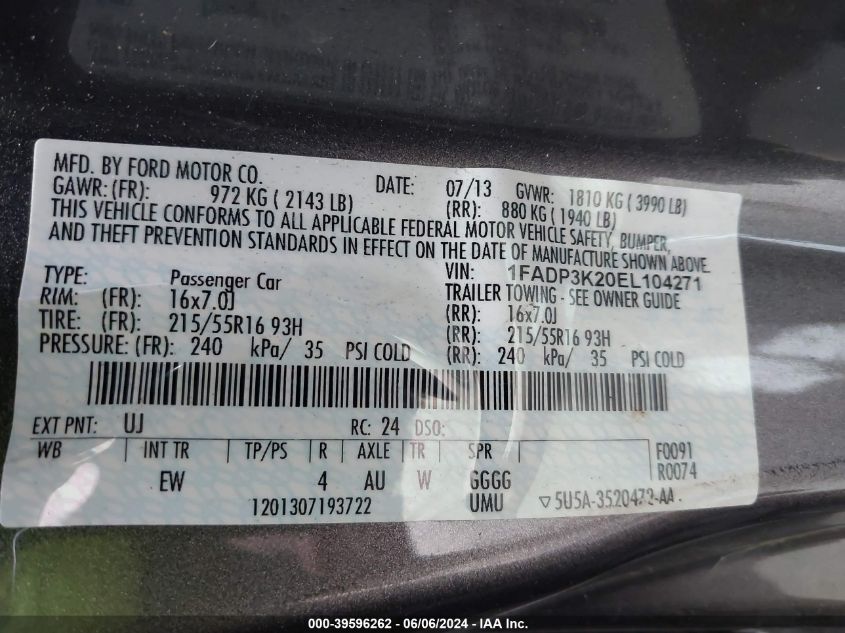 MFD. BY FORD MOTOR CO. DATE: 07/13 GVWR: 1810 KG ( 3990 LB)
GAWR: (FR): 972 KG ( 2143 LB) (RR): 880 KG ( 1940 LB)
THIS VEHICLE CONFORMS TO ALL APPLICABLE FEDERAL MOTOR VEHICLE SAFETY, BUMPER,
AND THEFT PREVENTION STANDARDS IN EFFECT ON THE DATE OF MANUFACTURE SHOWN ABOVE.
VIN: 1FADP3K20EL104271
TYPE: Passenger Car TRAILER TOWING - SEE OWNER GUIDE
RIM: (FR): 16x7.0J (RR): 16x7.0J
TIRE: (FR): 215/55R16 93H (RR): 215/55R16 93H
PRESSURE: (FR): 240 kPa/ 35 PSI COLD (RR): 240 kPa/ 35 PSI COLD
EXT PNT: UJ RC: 24 DSO:
WB INT TR TP/PS R AXLE TR SPR F0091
EW 4 AU W GGGG R0074
1201307193722 UMU ▽5U5A-3520472-AA
000-39596262 - 06/06/2024 - IAA Inc.